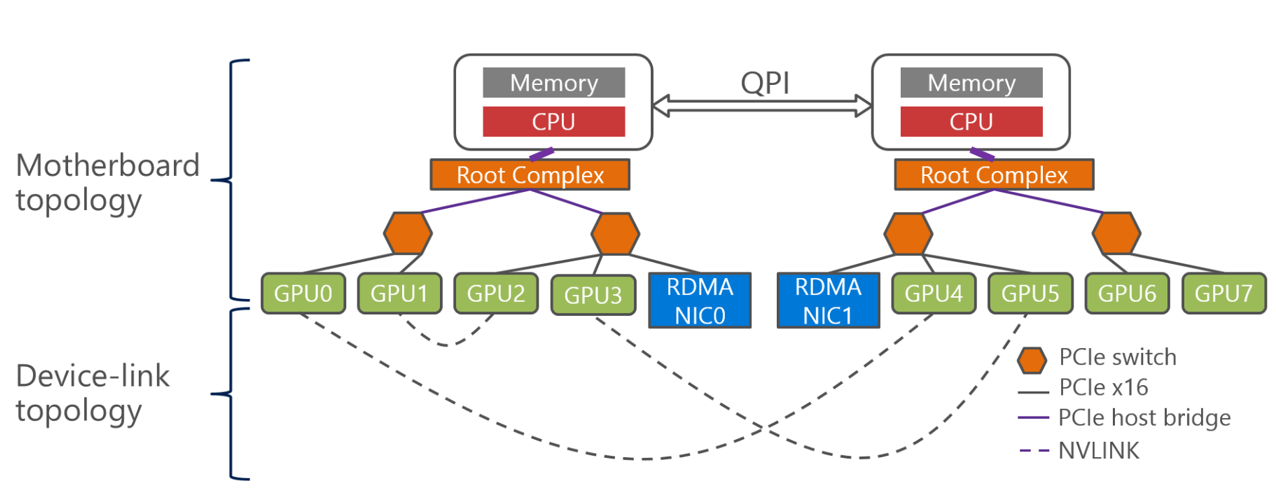 QPI
Memory
CPU
Memory
CPU
Motherboard
topology
Root Complex
Root Complex
GPU0
GPU1
GPU2
GPU3
RDMA
NIC0
RDMA
NIC1
GPU4
GPU5
GPU6
GPU7
Device-link
topology
PCIe switch
PCIe x16
PCIe host bridge
NVLINK